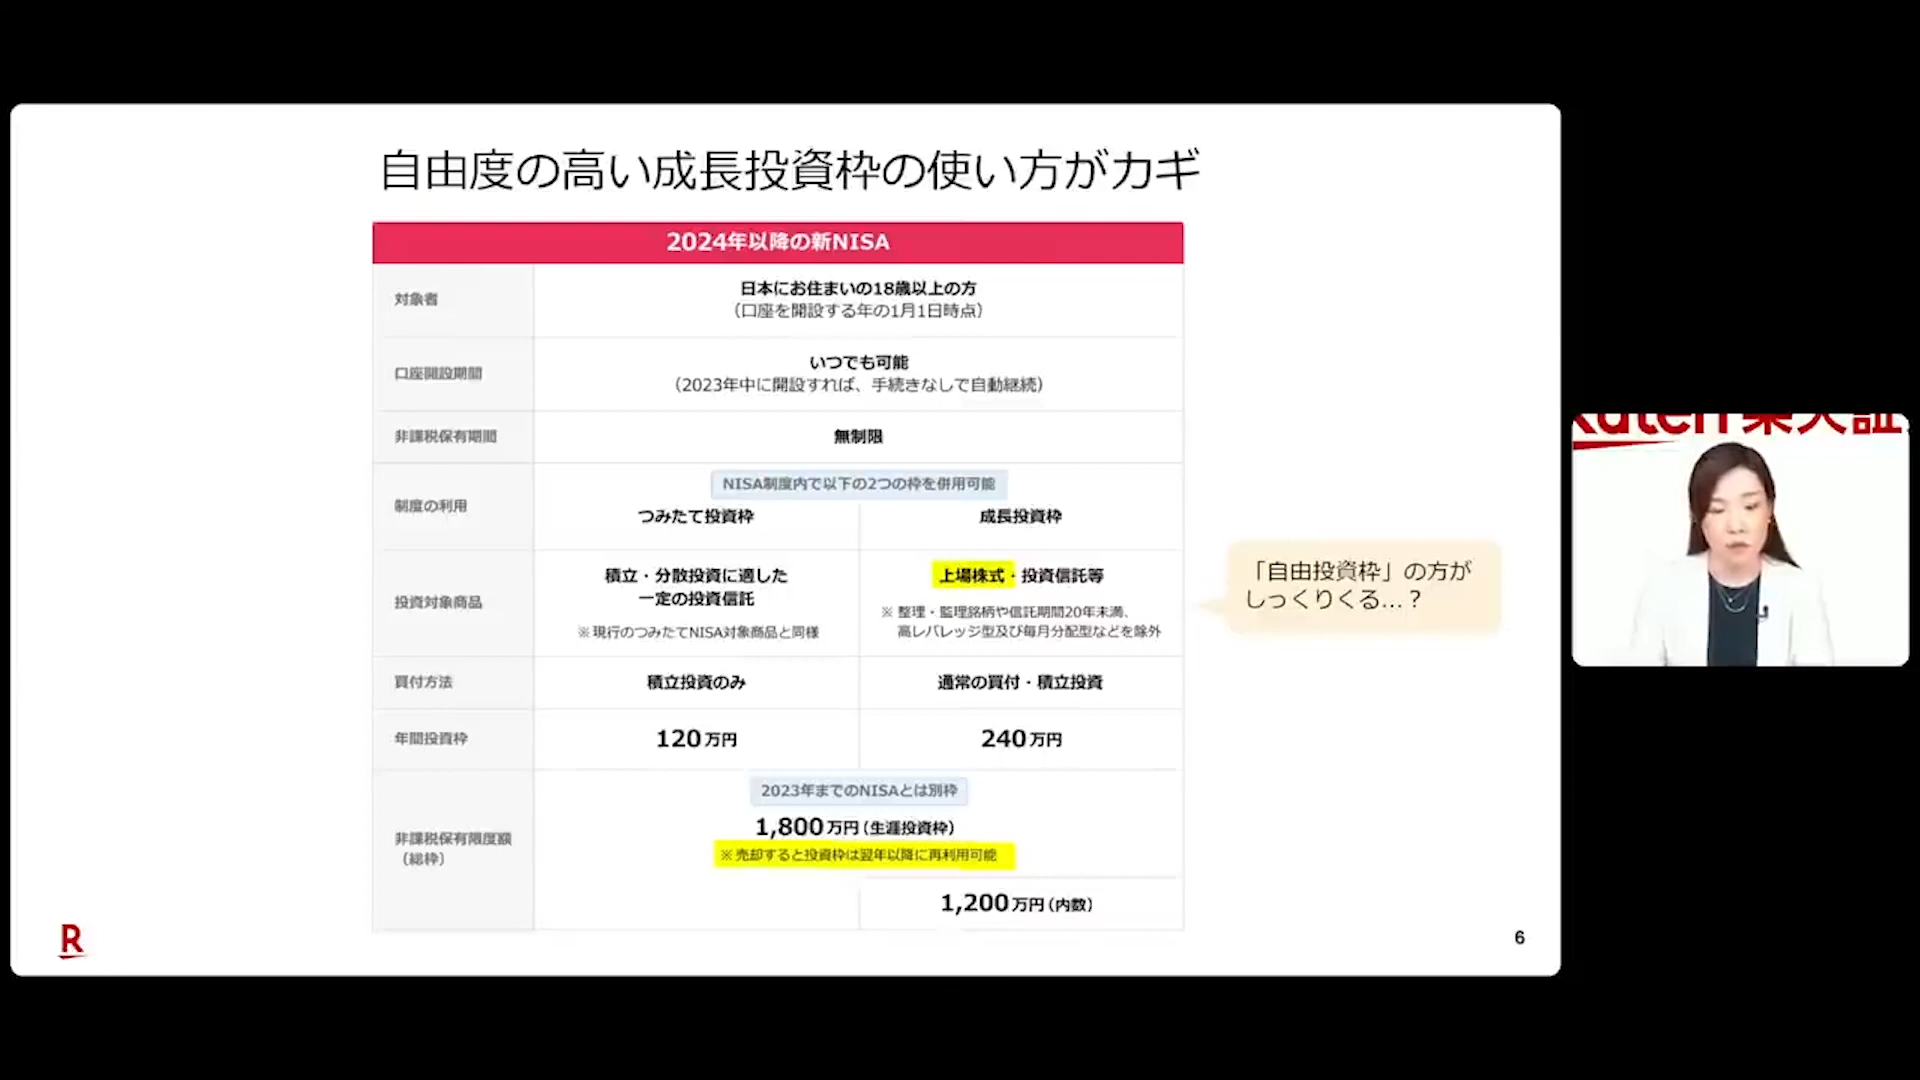 自由度の高い成長投資枠の使い方がカギ
2024年以降の新NISA
対象者
日本にお住まいの18歳以上の方
（口座を開設する年の1月1日時点）
口座開設期間
いつでも可能
（2023年中に開設すれば、手続きなしで自動継続）
非課税保有期間
無制限
制度の利用
NISA制度内で以下の2つの枠を併用可能
つみたて投資枠
成長投資枠
投資対象商品
積立・分散投資に適した
一定の投資信託
※現行のつみたてNISA対象商品と同様
上場株式・投資信託等
※ 整理・監理銘柄や信託期間20年未満、
高レバレッジ型及び毎月分配型などを除外
「自由投資枠」の方が
しっくりくる…？
買付方法
積立投資のみ
通常の買付・積立投資
年間投資枠
120万円
240万円
非課税保有限度額
（総枠）
2023年までのNISAとは別枠
1,800万円（生涯投資枠）
※ 売却すると投資枠は翌年以降に再利用可能
1,200万円（内数）
R
6
Rakuten 楽天証